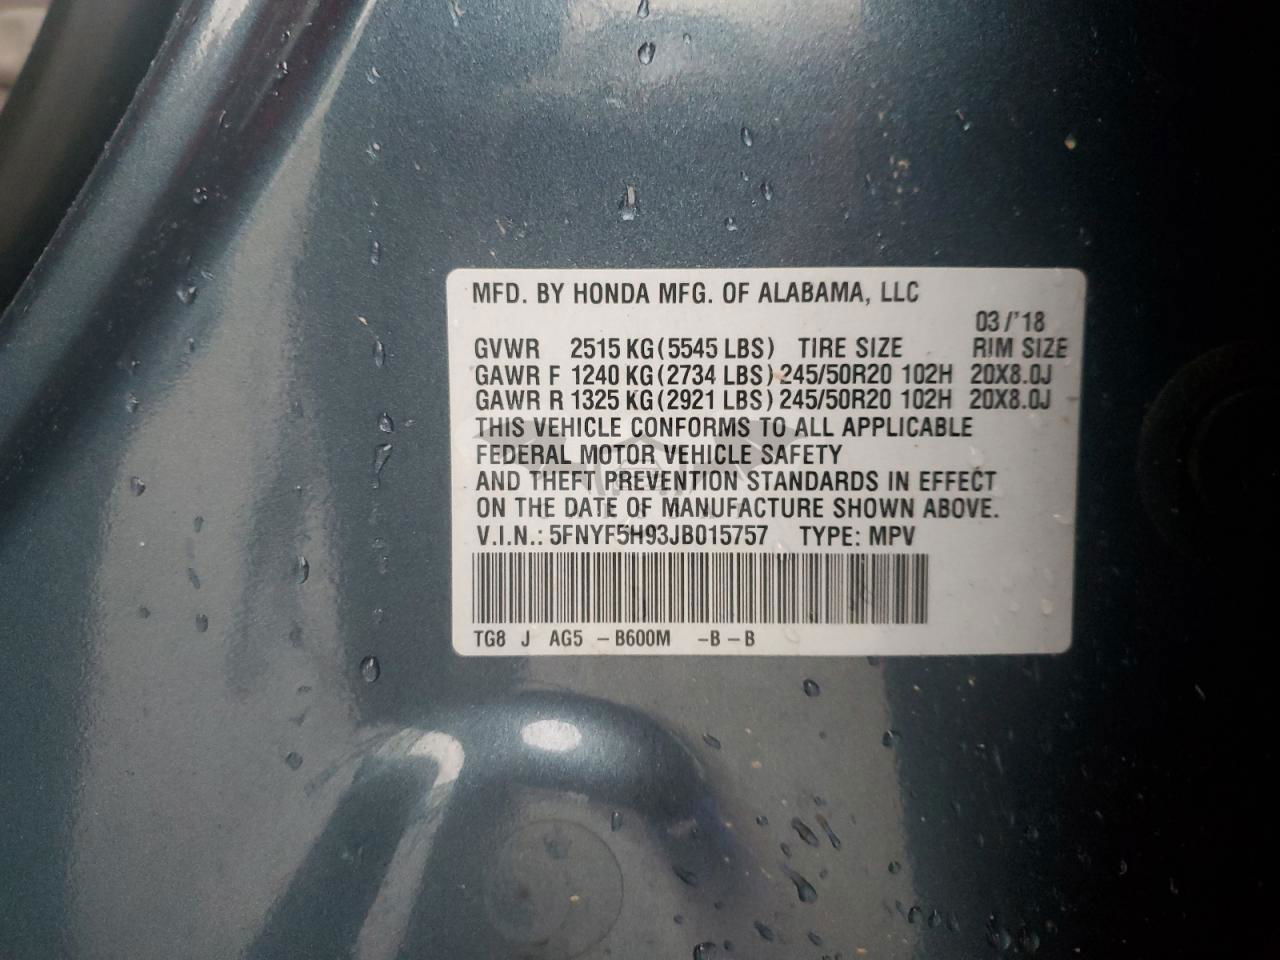 MFD. BY HONDA MFG. OF ALABAMA, LLC
03/'18
GVWR 2515 KG (5545 LBS) TIRE SIZE RIM SIZE
GAWR F 1240 KG (2734 LBS) 245/50R20 102H 20X8.0J
GAWR R 1325 KG (2921 LBS) 245/50R20 102H 20X8.0J
THIS VEHICLE CONFORMS TO ALL APPLICABLE
FEDERAL MOTOR VEHICLE SAFETY
AND THEFT PREVENTION STANDARDS IN EFFECT
ON THE DATE OF MANUFACTURE SHOWN ABOVE.
V.I.N.: 5FNYF5H93JB015757 TYPE: MPV
TG8 J AG5 -B600M -B-B